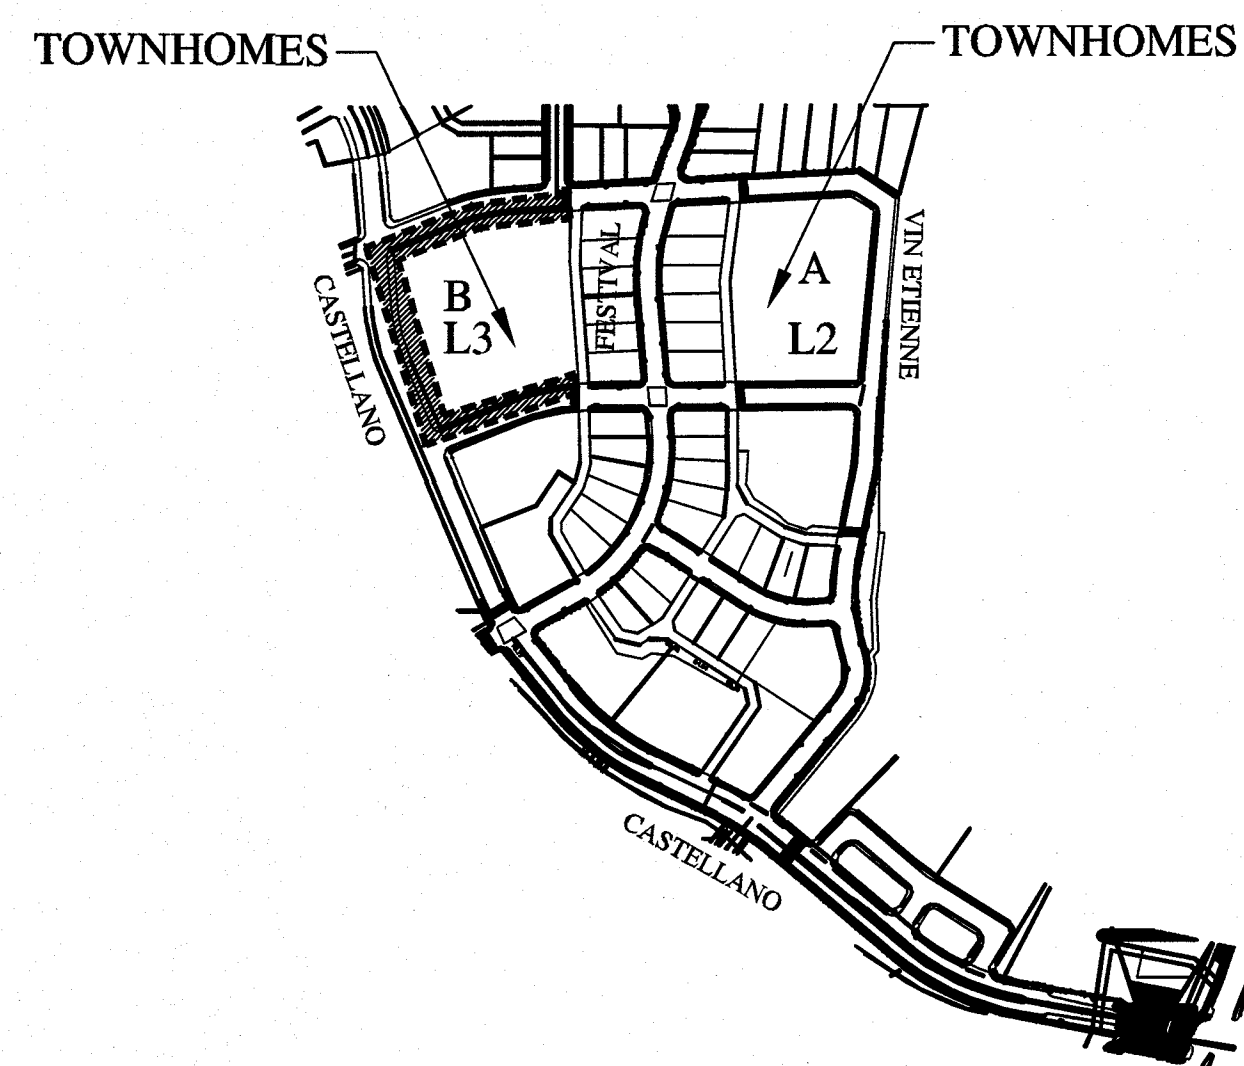 TOWNHOMES
TOWNHOMES
B
L3
FESTIVAL
A
L2
VIN ETIENNE
CASTELLANO
CASTELLANO